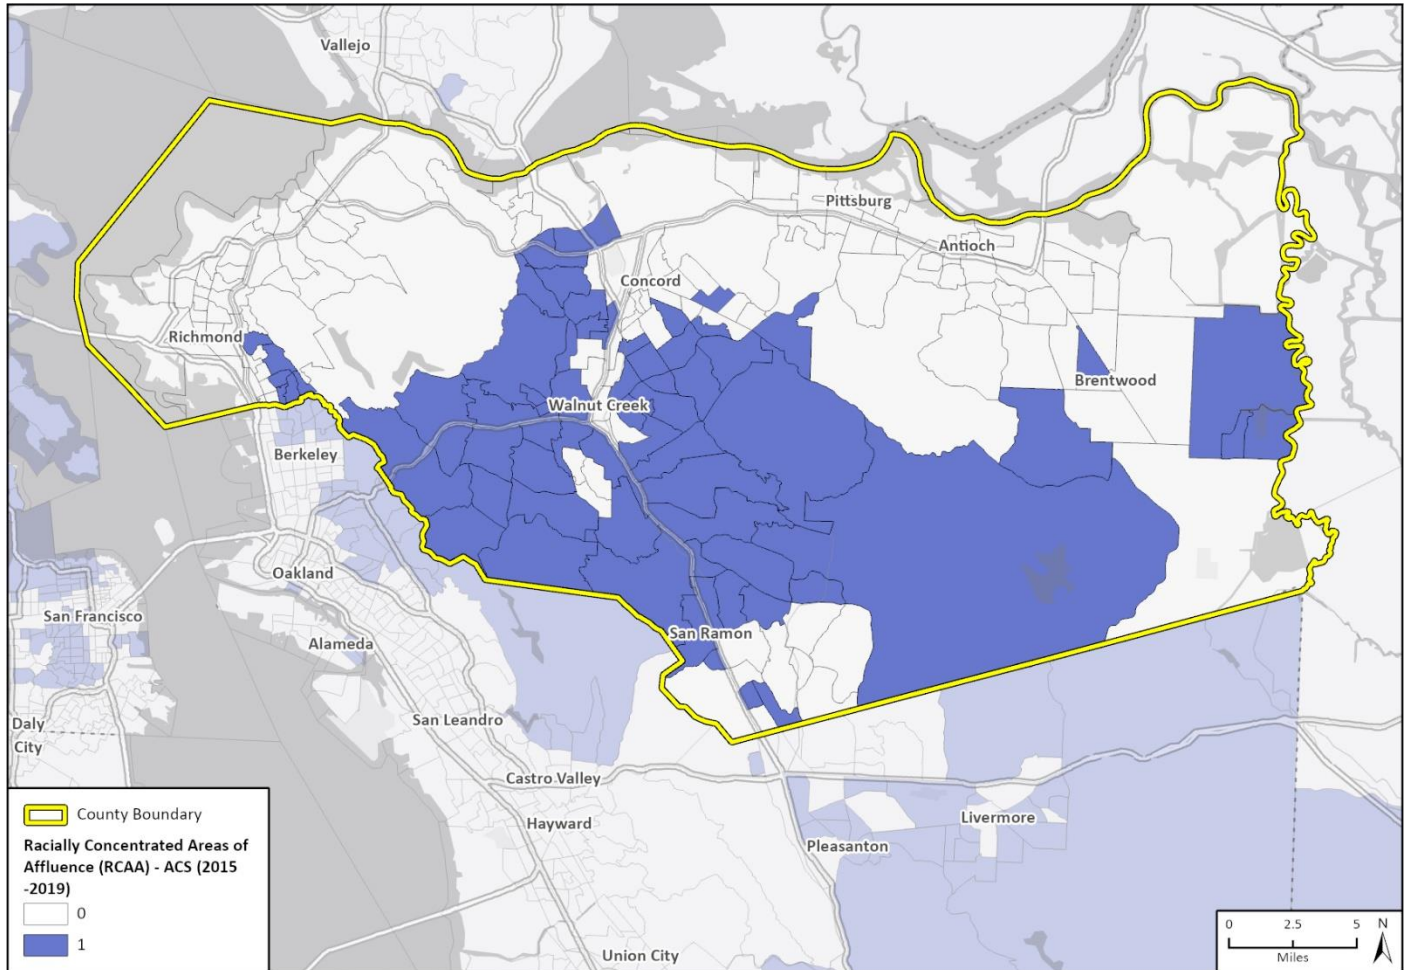 Vallejo
Pittsburg
Antioch
Concord
Richmond
Brentwood
Walnut Creek
Berkeley
Oakland
San Francisco
Alameda
San Ramon
Daly
City
San Leandro
Castro Valley
Hayward
Livermore
Pleasanton
Union City
County Boundary
Racially Concentrated Areas of
Affluence (RCAA) - ACS (2015
-2019)
0
1
0 2.5 5 N
Miles